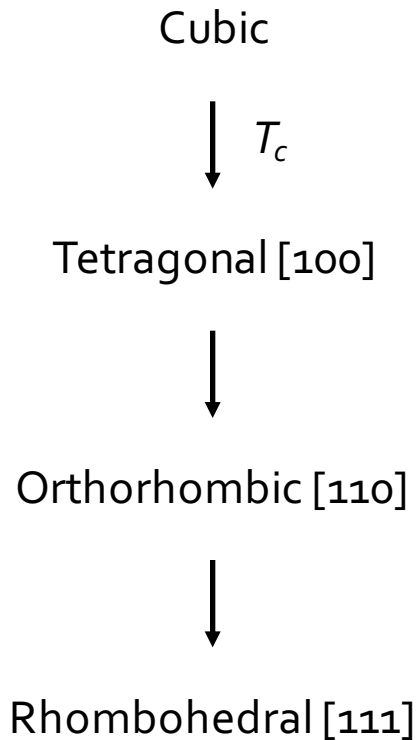 Cubic
T_c
Tetragonal [100]
Orthorhombic [110]
Rhombohedral [111]